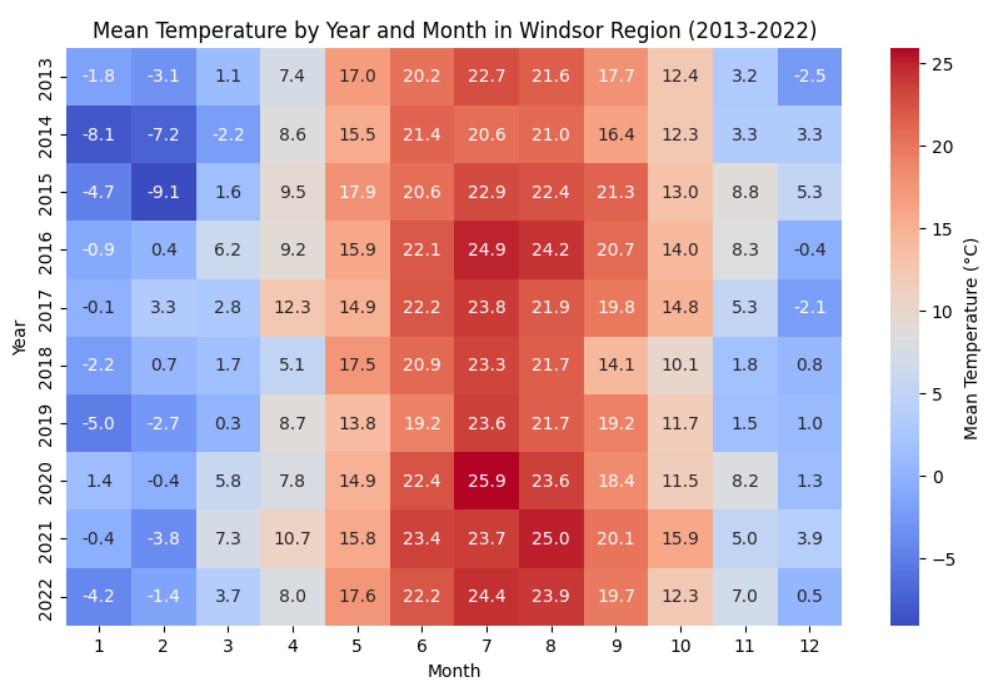 Mean Temperature by Year and Month in Windsor Region (2013-2022)
2013 -1.8 -3.1 1.1 7.4 17.0 20.2 22.7 21.6 17.7 12.4 3.2 -2.5
2014 -8.1 -7.2 -2.2 8.6 15.5 21.4 20.6 21.0 16.4 12.3 3.3 3.3
2015 -4.7 -9.1 1.6 9.5 17.9 20.6 22.9 22.4 21.3 13.0 8.8 5.3
2016 -0.9 0.4 6.2 9.2 15.9 22.1 24.9 24.2 20.7 14.0 8.3 -0.4
2017 -0.1 3.3 2.8 12.3 14.9 22.2 23.8 21.9 19.8 14.8 5.3 -2.1
2018 -2.2 0.7 1.7 5.1 17.5 20.9 23.3 21.7 14.1 10.1 1.8 0.8
2019 -5.0 -2.7 0.3 8.7 13.8 19.2 23.6 21.7 19.2 11.7 1.5 1.0
2020 1.4 -0.4 5.8 7.8 14.9 22.4 25.9 23.6 18.4 11.5 8.2 1.3
2021 -0.4 -3.8 7.3 10.7 15.8 23.4 23.7 25.0 20.1 15.9 5.0 3.9
2022 -4.2 -1.4 3.7 8.0 17.6 22.2 24.4 23.9 19.7 12.3 7.0 0.5
1 2 3 4 5 6 7 8 9 10 11 12
Month
Year
25
20
15
10
5
0
−5
Mean Temperature (°C)